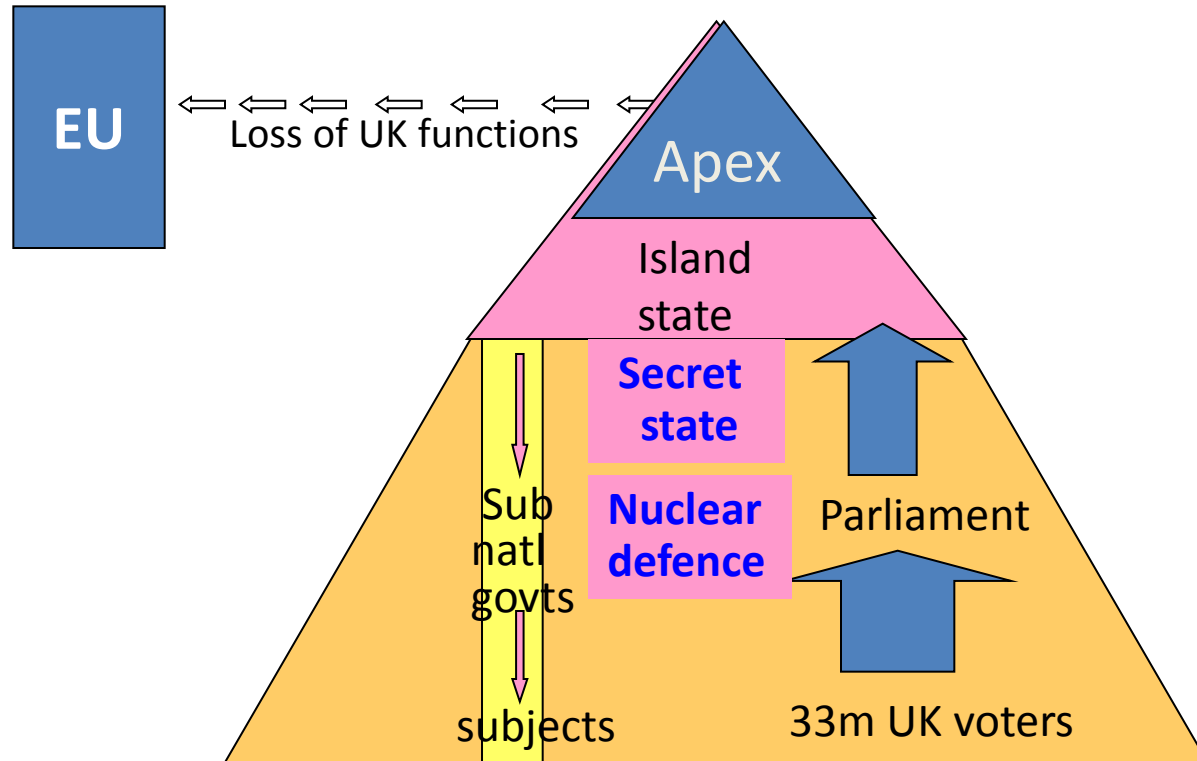 EU
Loss of UK functions
Apex
Island
state
Secret
state
Nuclear
defence
Sub
natl
govts
subjects
Parliament
33m UK voters